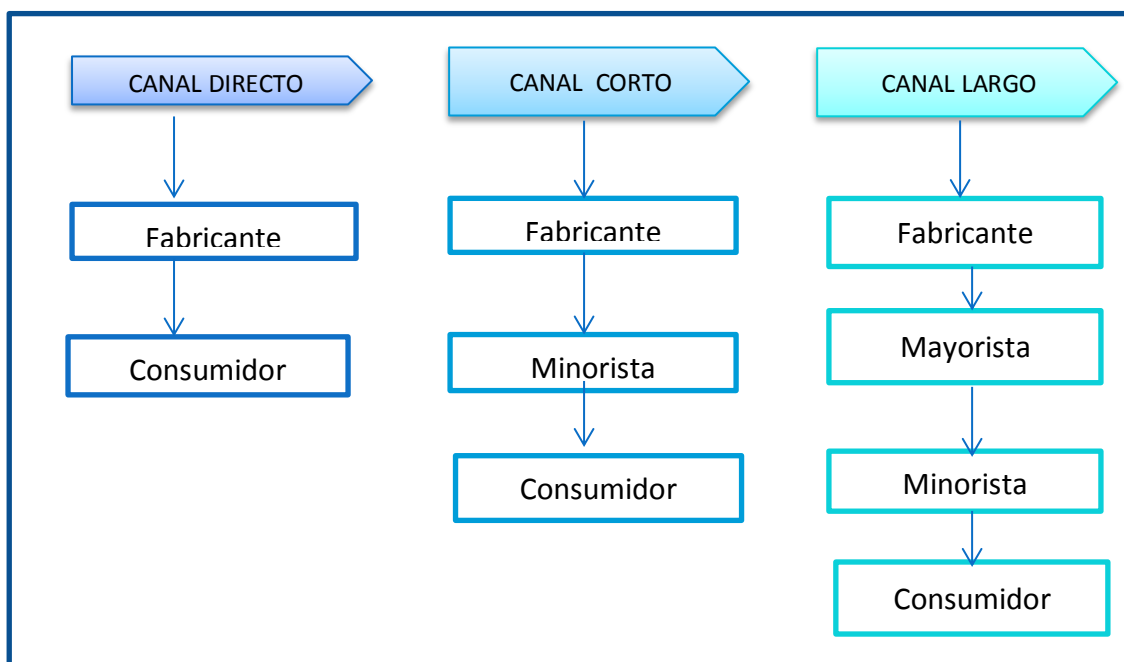 CANAL DIRECTO
Fabricante
Consumidor
CANAL CORTO
Fabricante
Minorista
Consumidor
CANAL LARGO
Fabricante
Mayorista
Minorista
Consumidor